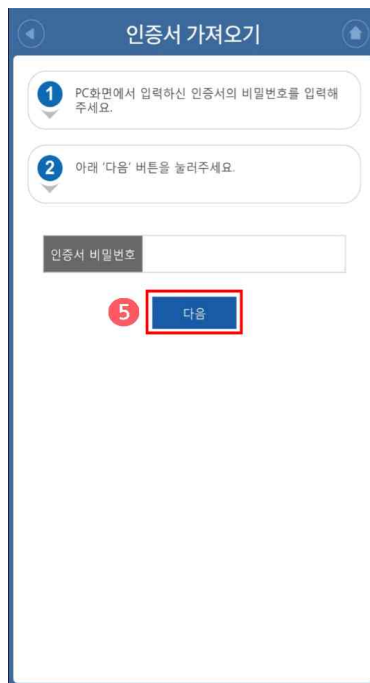 인증서 가져오기
1 PC화면에서 입력하신 인증서의 비밀번호를 입력해
주세요.
2 아래 '다음' 버튼을 눌러주세요.
인증서 비밀번호
5 다음